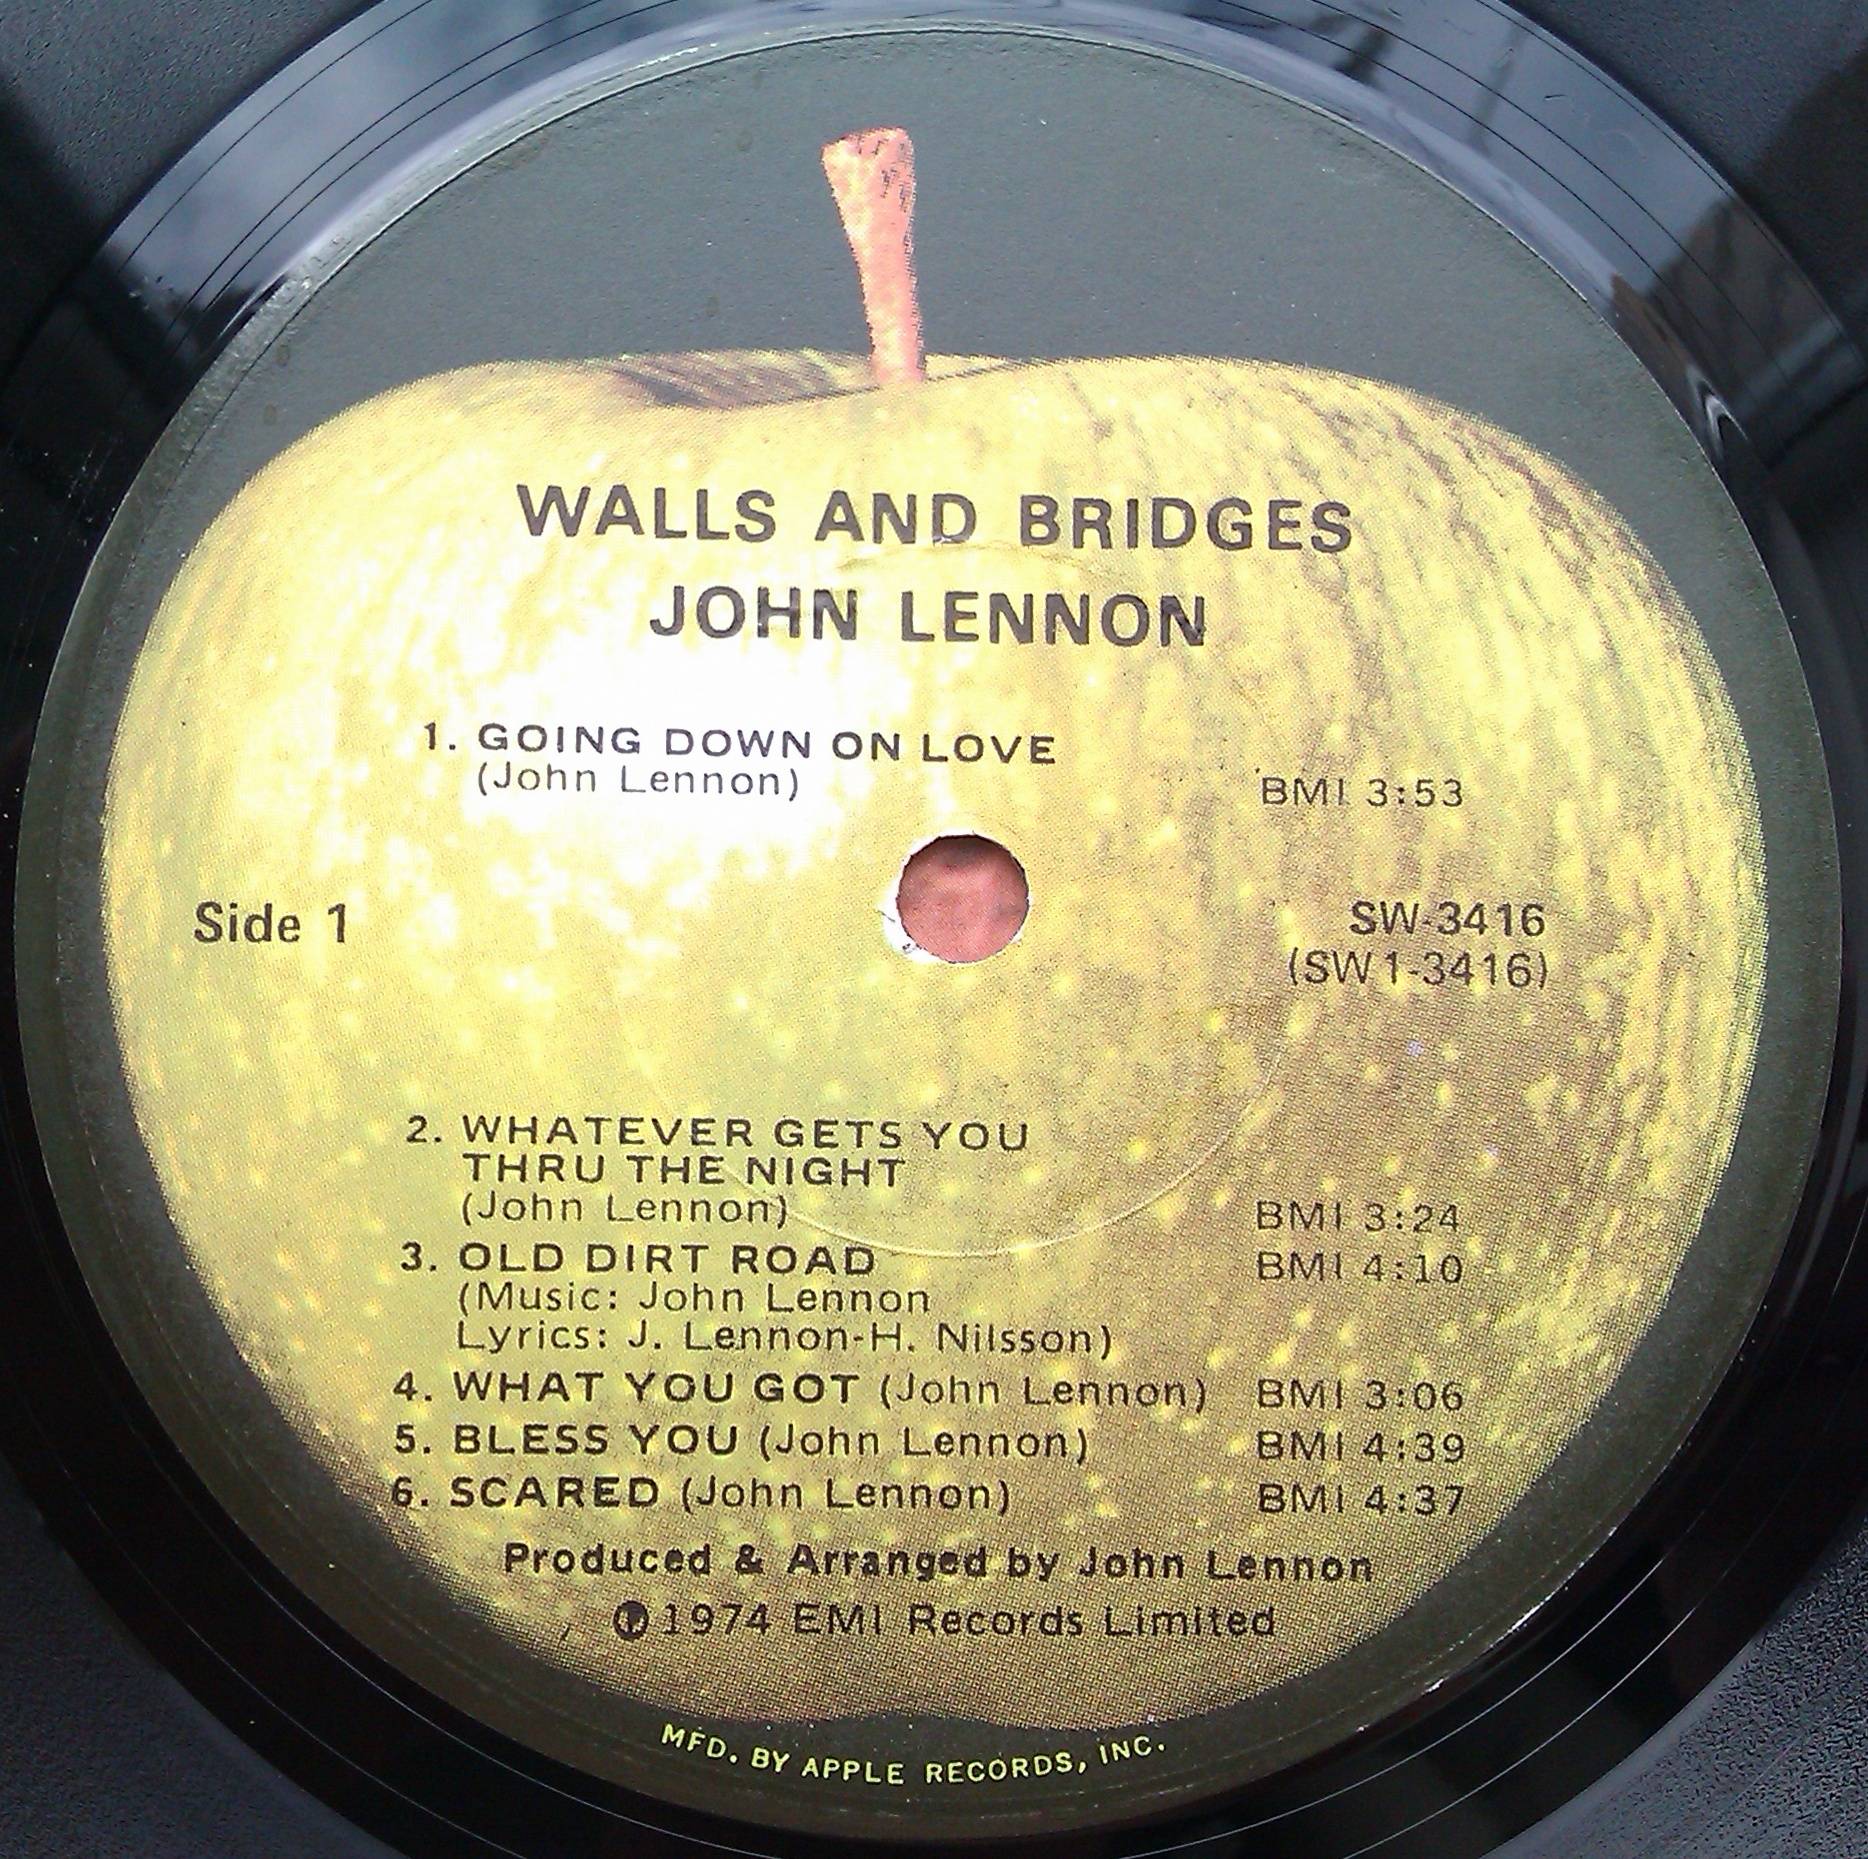 WALLS AND BRIDGES
JOHN LENNON
1. GOING DOWN ON LOVE
(John Lennon)
BMI 3:53
Side 1
SW-3416
(SW1-3416)
2. WHATEVER GETS YOU
THRU THE NIGHT
(John Lennon)
BMI 3:24
3. OLD DIRT ROAD
BMI 4:10
(Music: John Lennon
Lyrics: J. Lennon-H. Nilsson)
4. WHAT YOU GOT (John Lennon) BMI 3:06
5. BLESS YOU (John Lennon) BMI 4:39
6. SCARED (John Lennon) BMI 4:37
Produced & Arranged by John Lennon
℗1974 EMI Records Limited
MFD. BY APPLE RECORDS, INC.